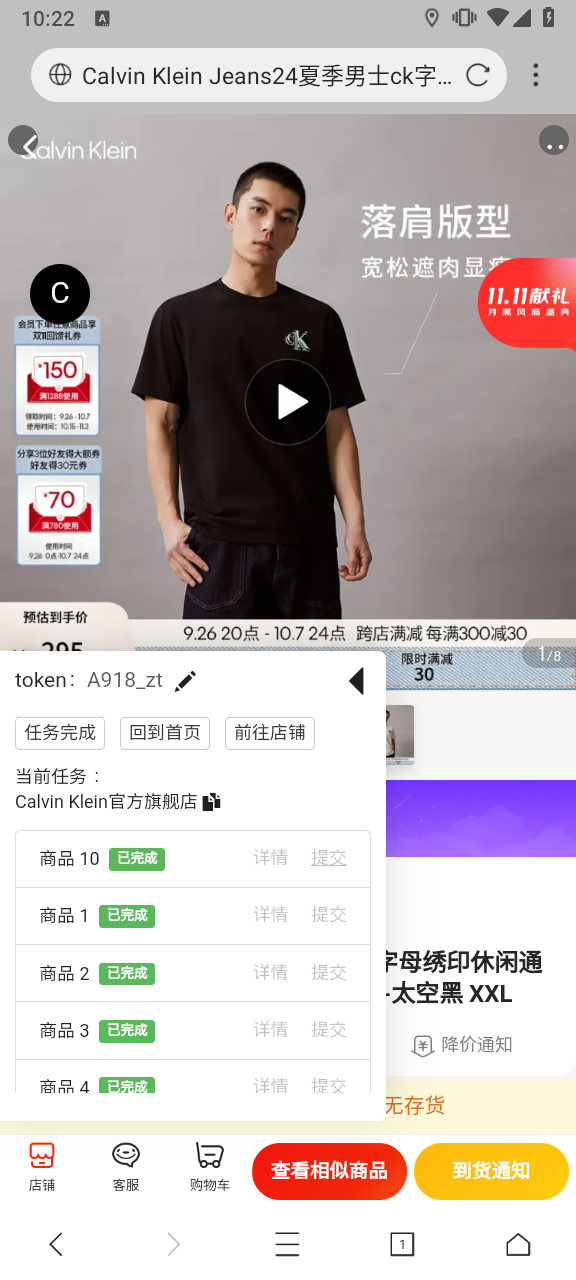 10:22
A
Calvin Klein Jeans24夏季男士ck字...
Calvin Klein
落肩版型
宽松遮肉显瘦
11.11献礼
月黑风高盛典
C
会员下单任意商品享
双11回馈礼券
¥150
满1288使用
领取时间：9.26-10.7
使用时间：10.15-11.3
分享3位好友得大额券
好友得30元券
¥70
满780使用
使用时间
9.26 0点-10.7 24点
CK
预估到手价
295
9.26 20点 - 10.7 24点 跨店满减 每满300减30
限时满减
30
1/8
token： A918_zt
任务完成
回到首页
前往店铺
当前任务：
Calvin Klein官方旗舰店
商品 10 已完成 详情 提交
商品 1 已完成 详情 提交
商品 2 已完成 详情 提交
商品 3 已完成 详情 提交
商品 4 已完成 详情 提交
字母绣印休闲通
-太空黑 XXL
降价通知
无存货
店铺
客服
购物车
查看相似商品
到货通知
1